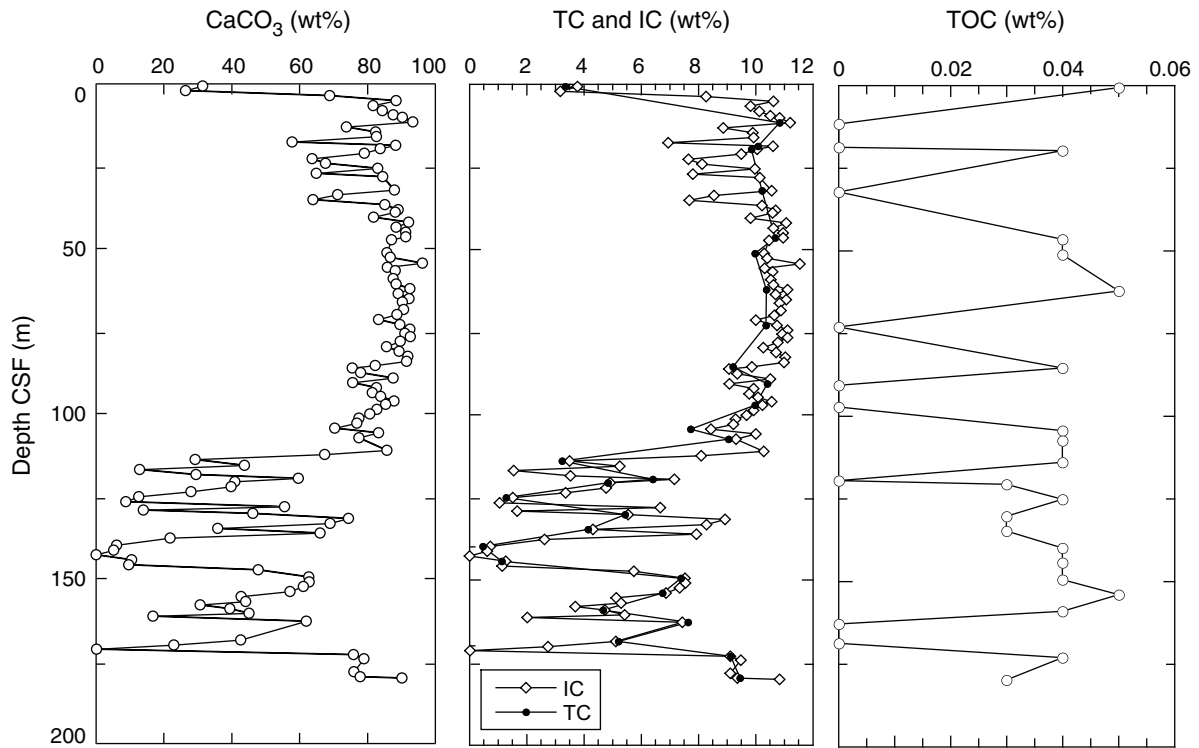 CaCO3 (wt%)
TC and IC (wt%)
TOC (wt%)
0 20 40 60 80 100
0 2 4 6 8 10 12
0 0.02 0.04 0.06
0
50
100
150
200
Depth CSF (m)
IC
TC